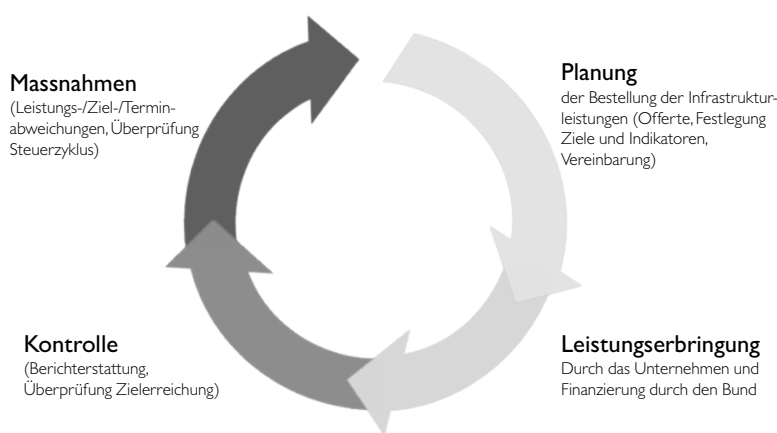 Massnahmen
(Leistungs-/Ziel-/Termin-
abweichungen, Überprüfung
Steuerzyklus)
Planung
der Bestellung der Infrastruktur-
leistungen (Offerte, Festlegung
Ziele und Indikatoren,
Vereinbarung)
Kontrolle
(Berichterstattung,
Überprüfung Zielerreichung)
Leistungserbringung
Durch das Unternehmen und
Finanzierung durch den Bund